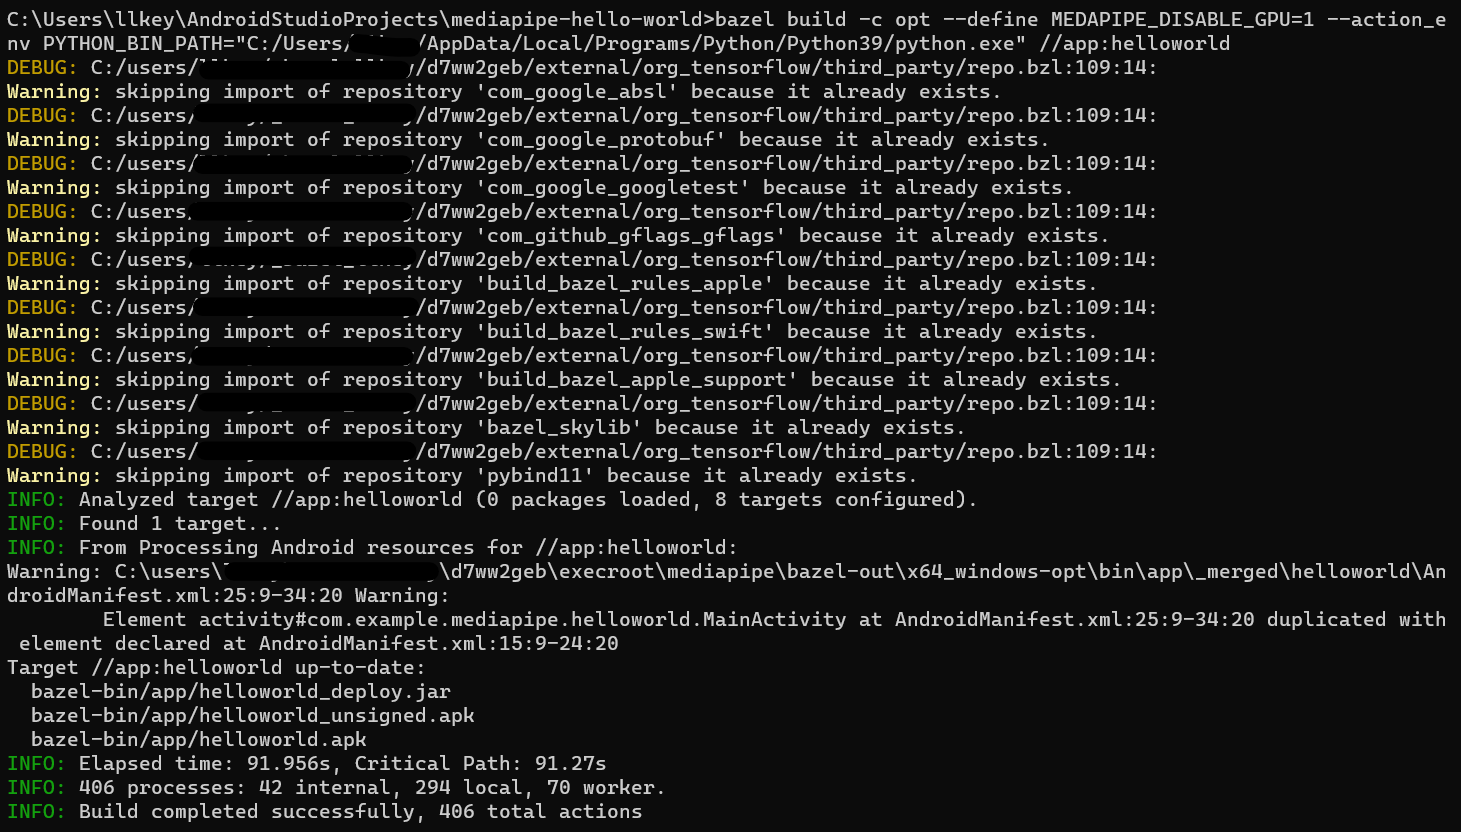 C:\Users\llkey\AndroidStudioProjects\mediapipe-hello-world>bazel build -c opt --define MEDAPIPE_DISABLE_GPU=1 --action_e
nv PYTHON_BIN_PATH="C:/Users/ /AppData/Local/Programs/Python/Python39/python.exe" //app:helloworld
DEBUG: C:/users/ /d7ww2geb/external/org_tensorflow/third_party/repo.bzl:109:14:
Warning: skipping import of repository 'com_google_absl' because it already exists.
DEBUG: C:/users/ /d7ww2geb/external/org_tensorflow/third_party/repo.bzl:109:14:
Warning: skipping import of repository 'com_google_protobuf' because it already exists.
DEBUG: C:/users/ /d7ww2geb/external/org_tensorflow/third_party/repo.bzl:109:14:
Warning: skipping import of repository 'com_google_googletest' because it already exists.
DEBUG: C:/users /d7ww2geb/external/org_tensorflow/third_party/repo.bzl:109:14:
Warning: skipping import of repository 'com_github_gflags_gflags' because it already exists.
DEBUG: C:/users/ /d7ww2geb/external/org_tensorflow/third_party/repo.bzl:109:14:
Warning: skipping import of repository 'build_bazel_rules_apple' because it already exists.
DEBUG: C:/users/ /d7ww2geb/external/org_tensorflow/third_party/repo.bzl:109:14:
Warning: skipping import of repository 'build_bazel_rules_swift' because it already exists.
DEBUG: C:/users/ /d7ww2geb/external/org_tensorflow/third_party/repo.bzl:109:14:
Warning: skipping import of repository 'build_bazel_apple_support' because it already exists.
DEBUG: C:/users/ /d7ww2geb/external/org_tensorflow/third_party/repo.bzl:109:14:
Warning: skipping import of repository 'bazel_skylib' because it already exists.
DEBUG: C:/users/ /d7ww2geb/external/org_tensorflow/third_party/repo.bzl:109:14:
Warning: skipping import of repository 'pybind11' because it already exists.
INFO: Analyzed target //app:helloworld (0 packages loaded, 8 targets configured).
INFO: Found 1 target...
INFO: From Processing Android resources for //app:helloworld:
Warning: C:\users\ \d7ww2geb\execroot\mediapipe\bazel-out\x64_windows-opt\bin\app\_merged\helloworld\An
droidManifest.xml:25:9-34:20 Warning:
Element activity#com.example.mediapipe.helloworld.MainActivity at AndroidManifest.xml:25:9-34:20 duplicated with
element declared at AndroidManifest.xml:15:9-24:20
Target //app:helloworld up-to-date:
bazel-bin/app/helloworld_deploy.jar
bazel-bin/app/helloworld_unsigned.apk
bazel-bin/app/helloworld.apk
INFO: Elapsed time: 91.956s, Critical Path: 91.27s
INFO: 406 processes: 42 internal, 294 local, 70 worker.
INFO: Build completed successfully, 406 total actions